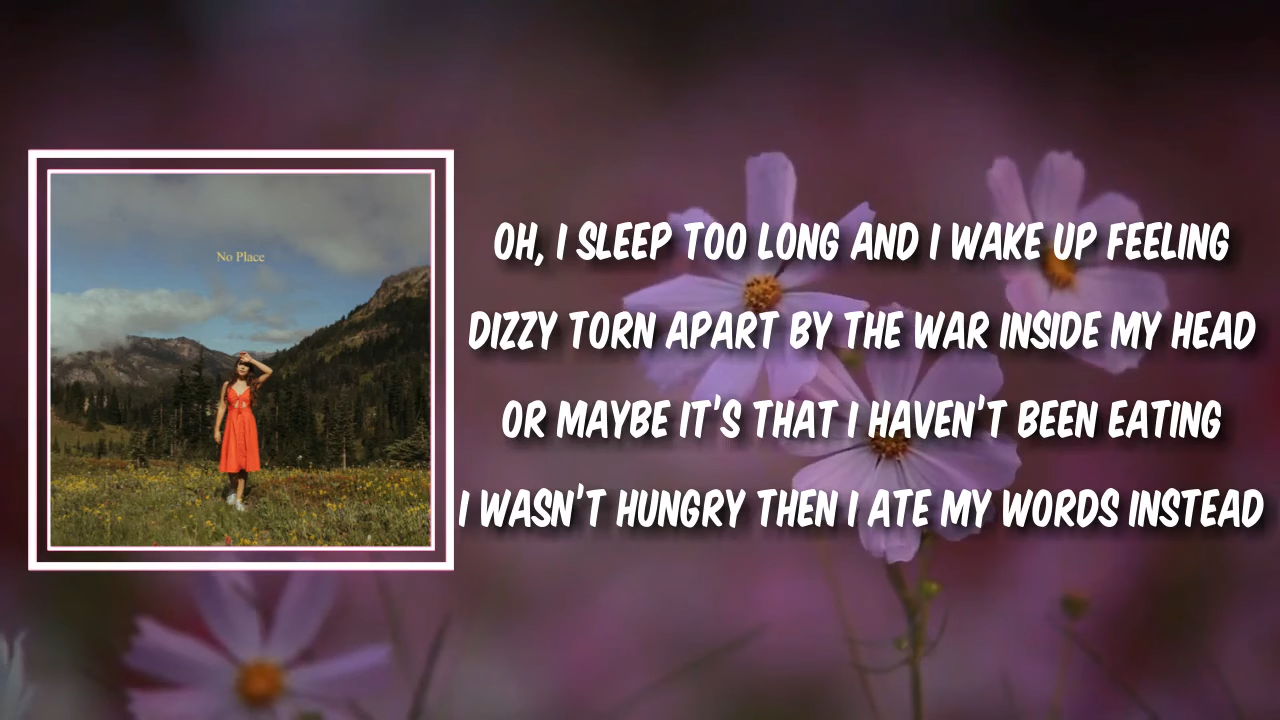 No Place
OH, I SLEEP TOO LONG AND I WAKE UP FEELING
DIZZY TORN APART BY THE WAR INSIDE MY HEAD
OR MAYBE IT'S THAT I HAVEN'T BEEN EATING
I WASN'T HUNGRY THEN I ATE MY WORDS INSTEAD